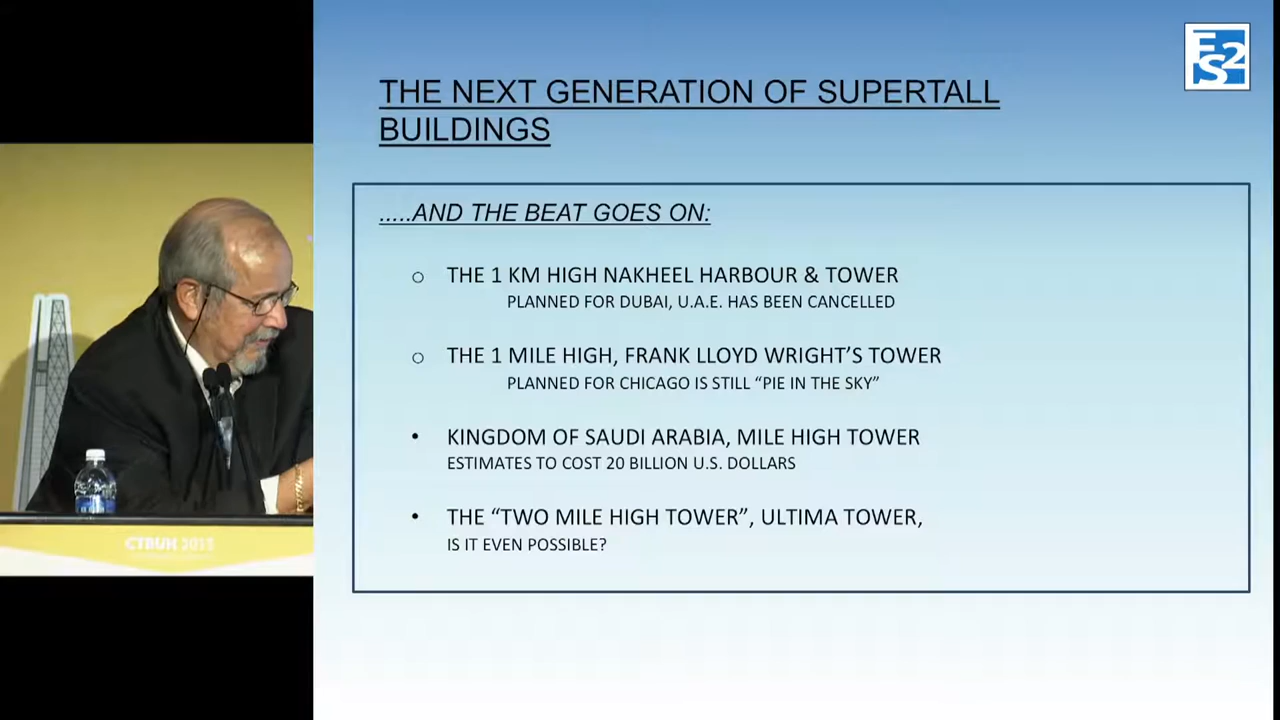 FS2
THE NEXT GENERATION OF SUPERTALL
BUILDINGS
.....AND THE BEAT GOES ON:
THE 1 KM HIGH NAKHEEL HARBOUR & TOWER
PLANNED FOR DUBAI, U.A.E. HAS BEEN CANCELLED
THE 1 MILE HIGH, FRANK LLOYD WRIGHT’S TOWER
PLANNED FOR CHICAGO IS STILL “PIE IN THE SKY”
KINGDOM OF SAUDI ARABIA, MILE HIGH TOWER
ESTIMATES TO COST 20 BILLION U.S. DOLLARS
THE “TWO MILE HIGH TOWER”, ULTIMA TOWER,
IS IT EVEN POSSIBLE?
CTBUH